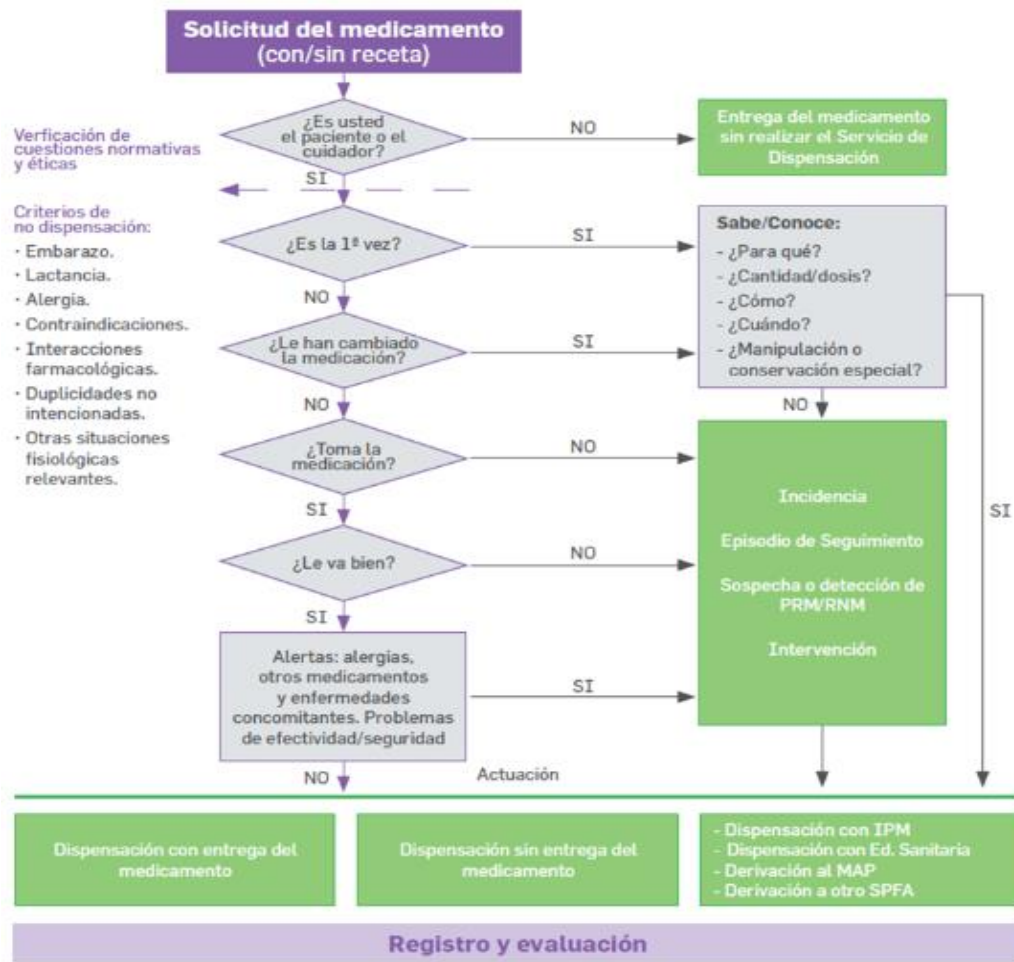 Solicitud del medicamento
(con/sin receta)
¿Es usted
el paciente o el
cuidador?
NO
Entrega del medicamento
sin realizar el Servicio de
Dispensación
Verficación de
cuestiones normativas
y éticas
SI
Criterios de
no dispensación:
· Embarazo.
· Lactancia.
· Alergia.
· Contraindicaciones.
· Interacciones
farmacológicas.
· Duplicidades no
intencionadas.
· Otras situaciones
fisiológicas
relevantes.
¿Es la 1ª vez?
SI
Sabe/Conoce:
- ¿Para qué?
- ¿Cantidad/dosis?
- ¿Cómo?
- ¿Cuándo?
- ¿Manipulación o
conservación especial?
NO
¿Le han cambiado
la medicación?
SI
NO
NO
¿Toma la
medicación?
NO
SI
¿Le va bien?
NO
SI
Incidencia
Episodio de Seguimiento
Sospecha o detección de
PRM/RNM
Intervención
SI
Alertas: alergias,
otros medicamentos
y enfermedades
concomitantes. Problemas
de efectividad/seguridad
SI
NO
Actuación
Dispensación con entrega del
medicamento
Dispensación sin entrega del
medicamento
- Dispensación con IPM
- Dispensación con Ed. Sanitaria
- Derivación al MAP
- Derivación a otro SPFA
Registro y evaluación